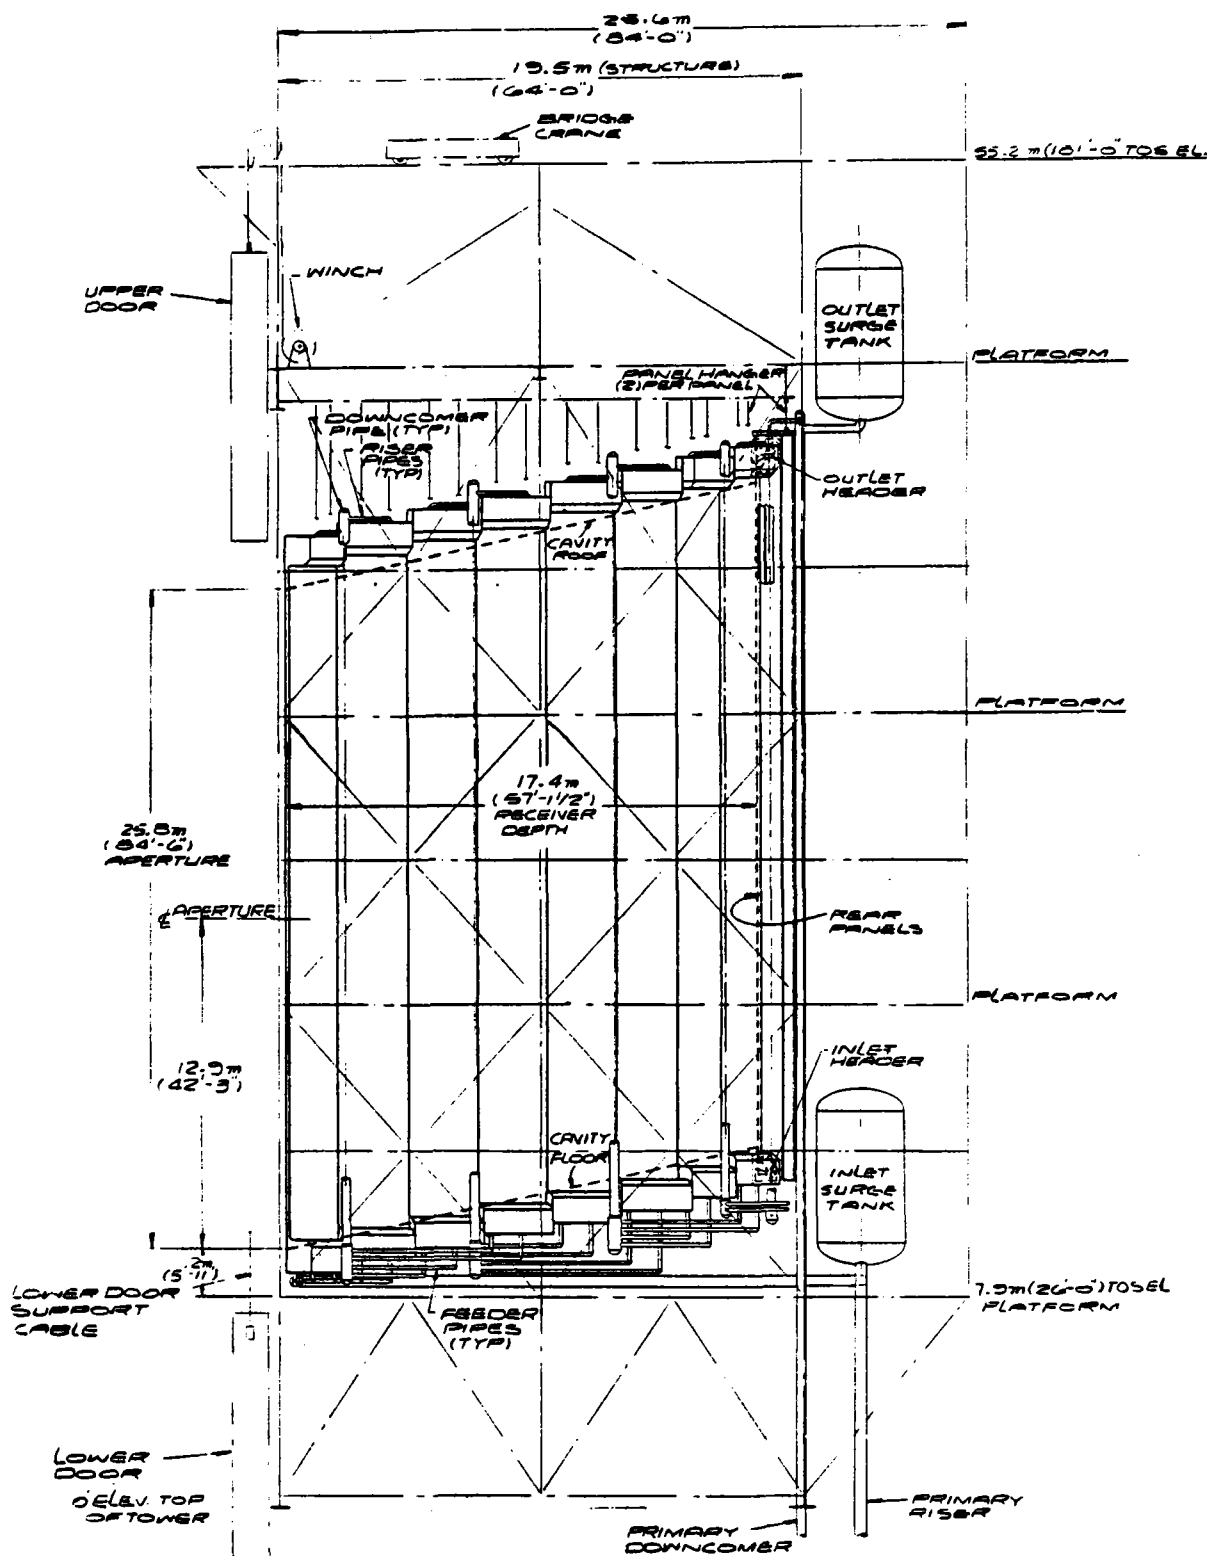 25.6m
(84'-0")
19.5m (STRUCTURE)
(64'-0")
BRIDGE
CRANE
55.2 m (181'-0" TOS EL.
WINCH
UPPER
DOOR
OUTLET
SURGE
TANK
PLATFORM
PANEL HANGER
(2) PER PANEL
DOWNCOMER
PIPE (TYP)
RISER
PIPES
(TYP)
OUTLET
HEADER
CAVITY
ROOF
PLATFORM
17.4m
(57'-1 1/2")
RECEIVER
DEPTH
25.8m
(84'-6")
APERTURE
℄ APERTURE
REAR
PANELS
PLATFORM
INLET
HEADER
12.9m
(42'-3")
CAVITY
FLOOR
INLET
SURGE
TANK
2m
(5'-11")
LOWER DOOR
SUPPORT
CABLE
7.9m (26'-0") TOS EL
PLATFORM
FEEDER
PIPES
(TYP)
LOWER
DOOR
0' ELEV. TOP
OF TOWER
PRIMARY
RISER
PRIMARY
DOWNCOMER